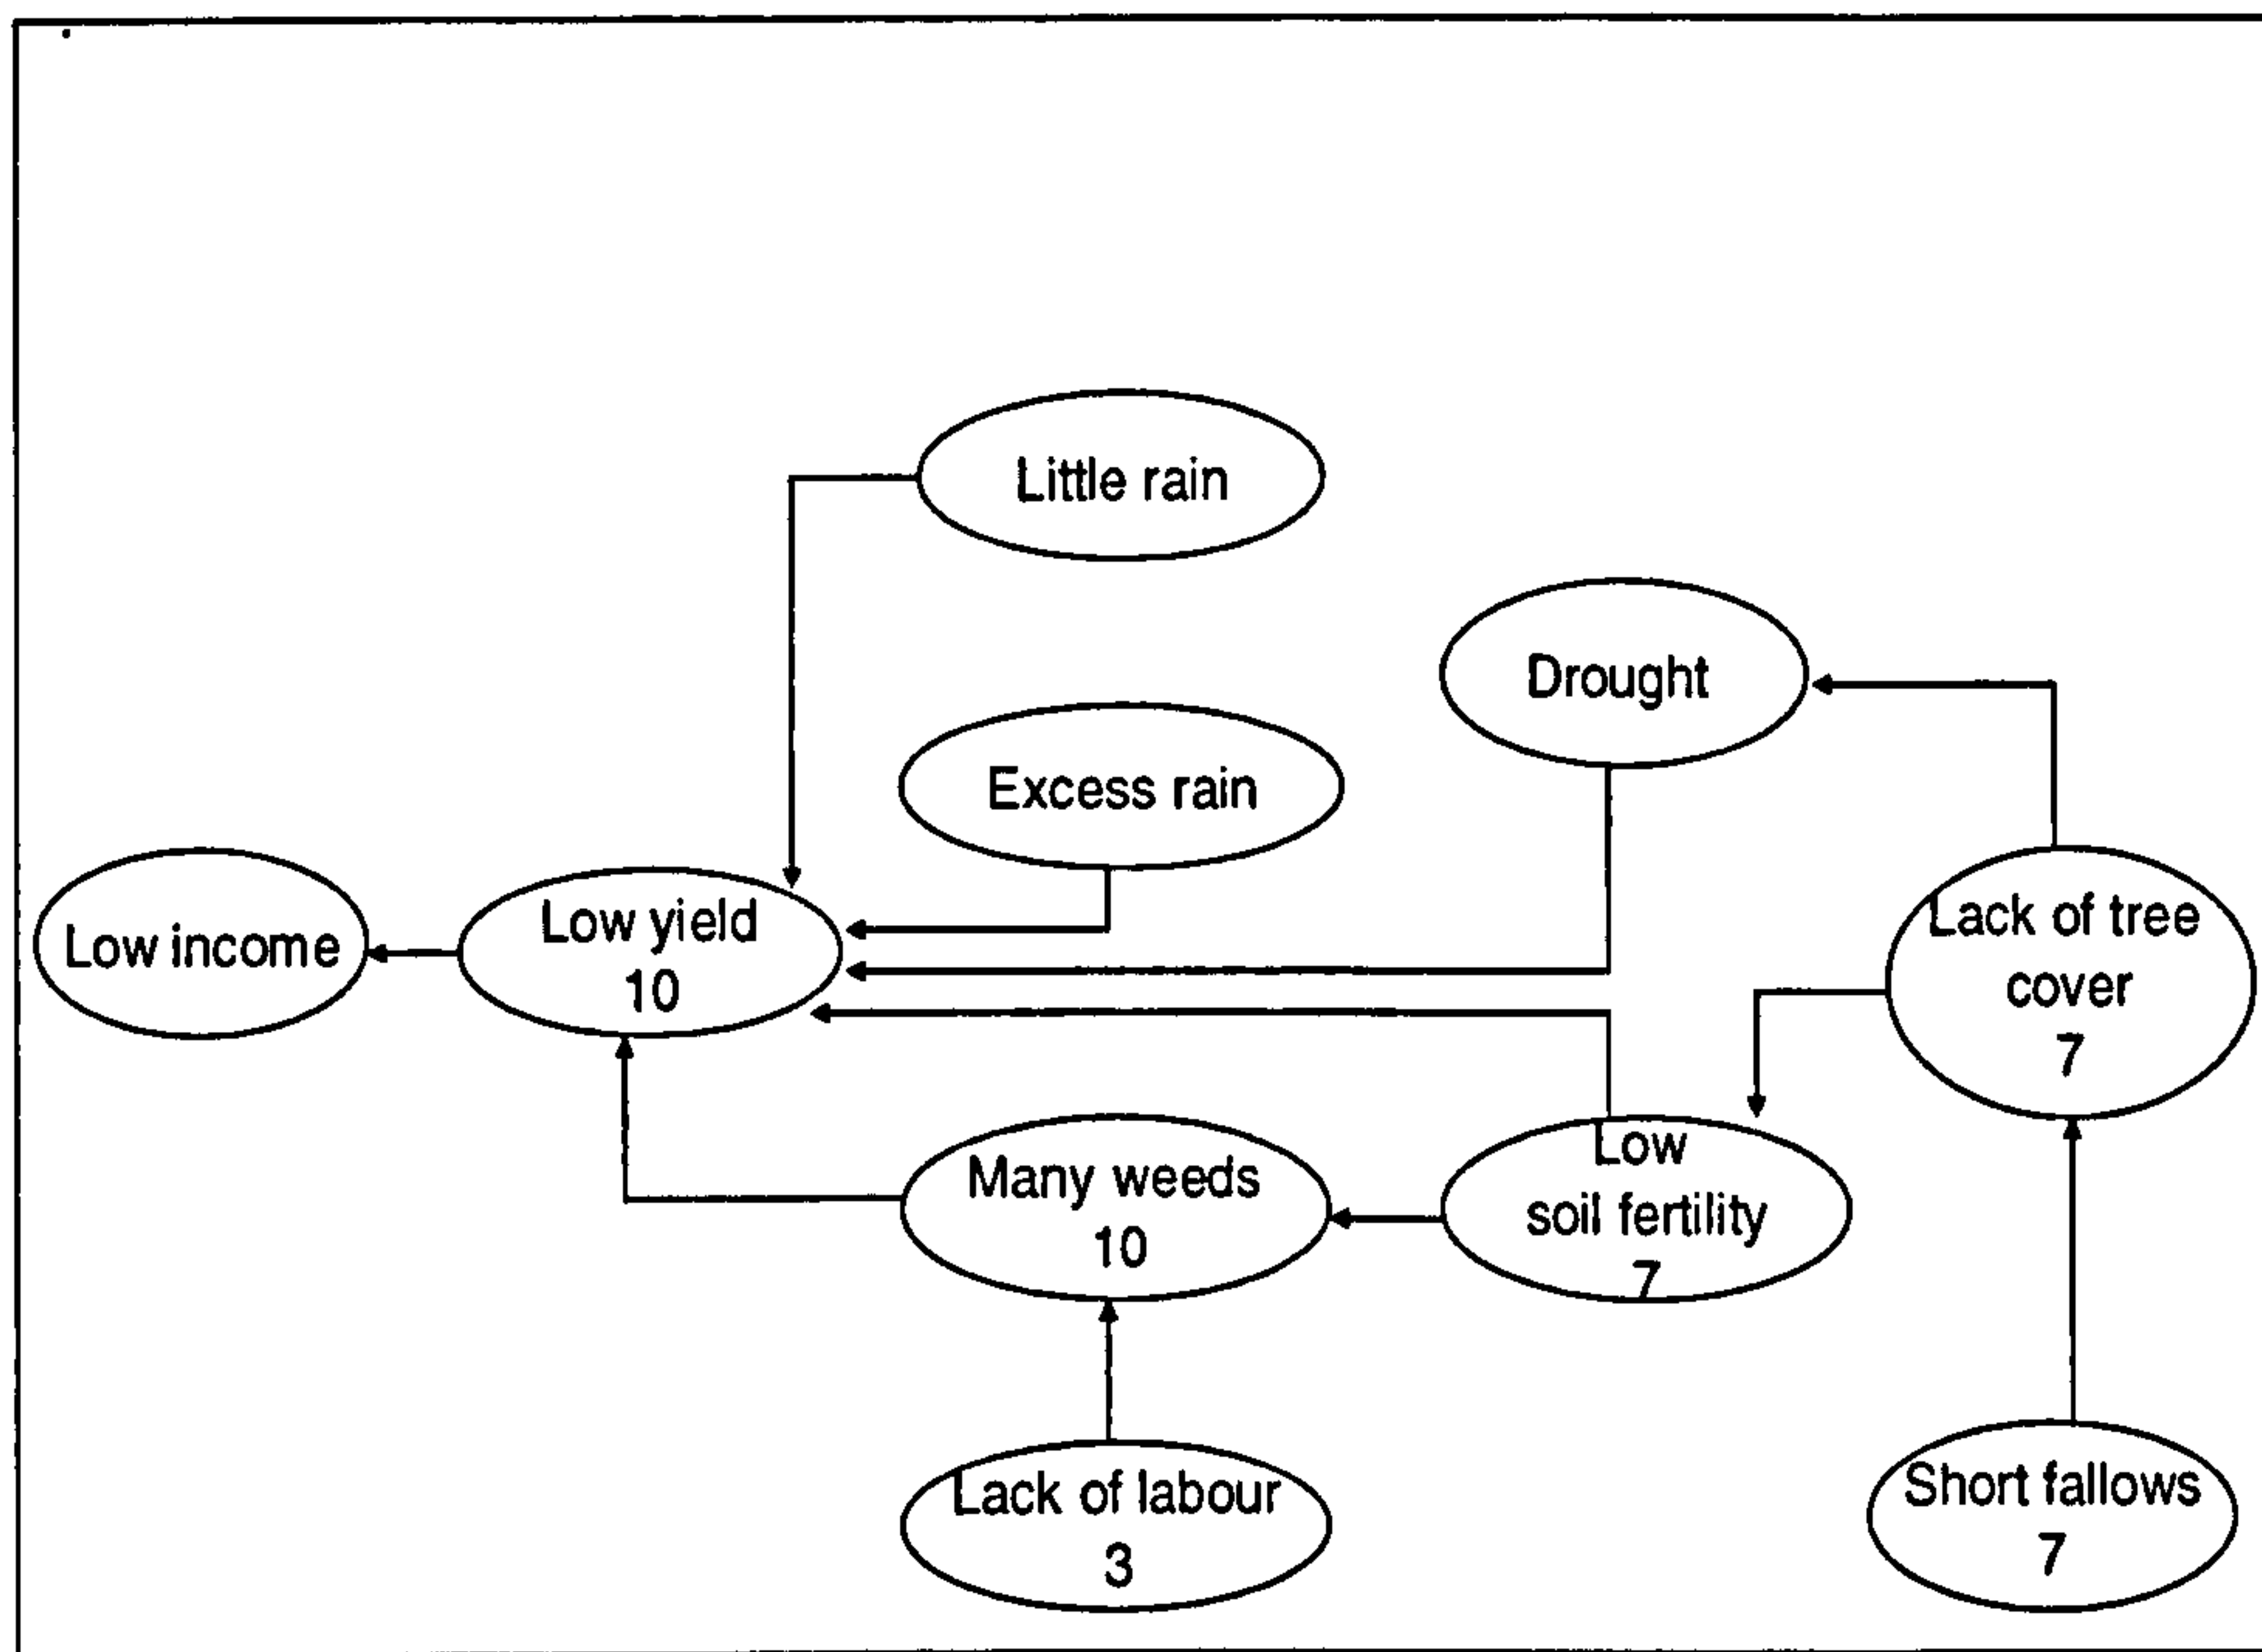 Little rain
Drought
Excess rain
Low income
Low yield
10
Lack of tree
cover
7
Many weeds
10
Low
soil fertility
7
Lack of labour
3
Short fallows
7